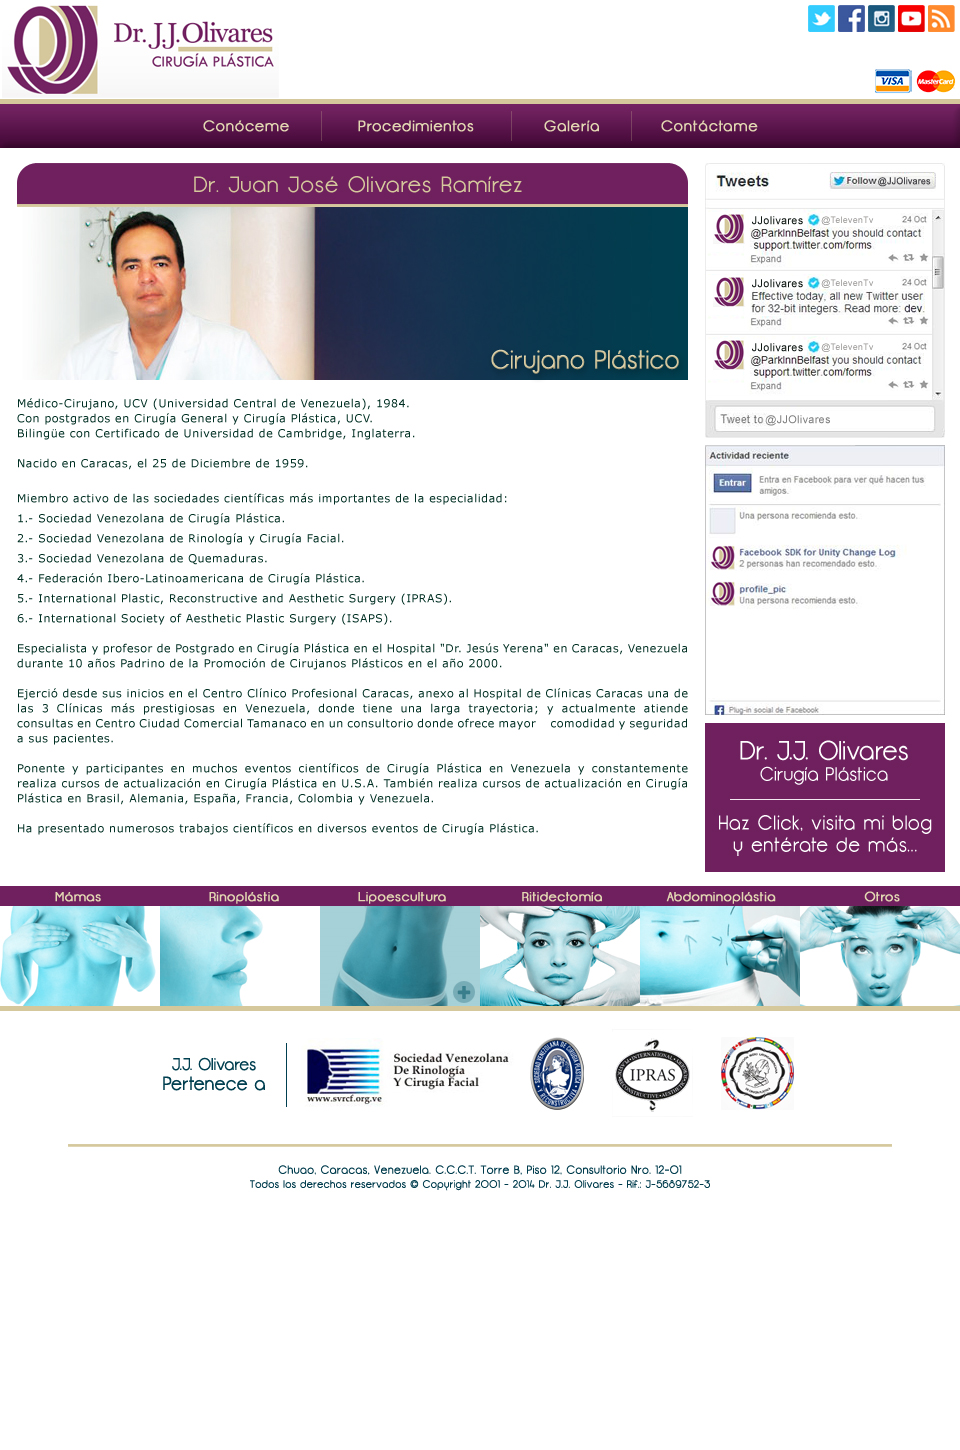 Dr. J.J. Olivares
CIRUGÍA PLÁSTICA
VISA MasterCard
Conóceme Procedimientos Galería Contáctame
Dr. Juan José Olivares Ramírez
Cirujano Plástico
Médico-Cirujano, UCV (Universidad Central de Venezuela), 1984.
Con postgrados en Cirugía General y Cirugía Plástica, UCV.
Bilingüe con Certificado de Universidad de Cambridge, Inglaterra.
Nacido en Caracas, el 25 de Diciembre de 1959.
Miembro activo de las sociedades científicas más importantes de la especialidad:
1.- Sociedad Venezolana de Cirugía Plástica.
2.- Sociedad Venezolana de Rinología y Cirugía Facial.
3.- Sociedad Venezolana de Quemaduras.
4.- Federación Ibero-Latinoamericana de Cirugía Plástica.
5.- International Plastic, Reconstructive and Aesthetic Surgery (IPRAS).
6.- International Society of Aesthetic Plastic Surgery (ISAPS).
Especialista y profesor de Postgrado en Cirugía Plástica en el Hospital "Dr. Jesús Yerena" en Caracas, Venezuela
durante 10 años Padrino de la Promoción de Cirujanos Plásticos en el año 2000.
Ejerció desde sus inicios en el Centro Clínico Profesional Caracas, anexo al Hospital de Clínicas Caracas una de
las 3 Clínicas más prestigiosas en Venezuela, donde tiene una larga trayectoria; y actualmente atiende
consultas en Centro Ciudad Comercial Tamanaco en un consultorio donde ofrece mayor comodidad y seguridad
a sus pacientes.
Ponente y participantes en muchos eventos científicos de Cirugía Plástica en Venezuela y constantemente
realiza cursos de actualización en Cirugía Plástica en U.S.A. También realiza cursos de actualización en Cirugía
Plástica en Brasil, Alemania, España, Francia, Colombia y Venezuela.
Ha presentado numerosos trabajos científicos en diversos eventos de Cirugía Plástica.
Tweets
Follow @JJOlivares
JJolivares @TelevenTv 24 Oct
@ParkInnBelfast you should contact
support.twitter.com/forms
Expand
JJolivares @TelevenTv 24 Oct
Effective today, all new Twitter user
for 32-bit integers. Read more: dev.
Expand
JJolivares @TelevenTv 24 Oct
@ParkInnBelfast you should contact
support.twitter.com/forms
Expand
Tweet to @JJOlivares
Actividad reciente
Entrar
Entra en Facebook para ver qué hacen tus
amigos.
Una persona recomienda esto.
Facebook SDK for Unity Change Log
2 personas han recomendado esto.
profile_pic
Una persona recomienda esto.
Plug-in social de Facebook
Dr. J.J. Olivares
Cirugía Plástica
Haz Click, visita mi blog
y entérate de más...
Mámas Rinoplástia Lipoescultura Ritidectomía Abdominoplástia Otros
J.J. Olivares
Pertenece a
www.svrcf.org.ve
Sociedad Venezolana
De Rinología
Y Cirugía Facial
IPRAS
Chuao, Caracas, Venezuela. C.C.C.T. Torre B, Piso 12, Consultorio Nro. 12-01
Todos los derechos reservados © Copyright 2001 - 2014 Dr. J.J. Olivares - Rif.: J-5689752-3